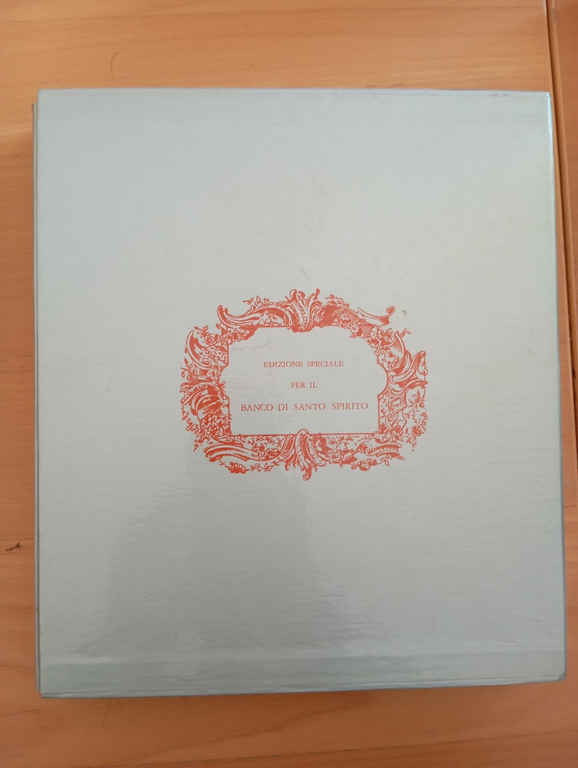 EDIZIONE SPECIALE
PER IL
BANCO DI SANTO SPIRITO